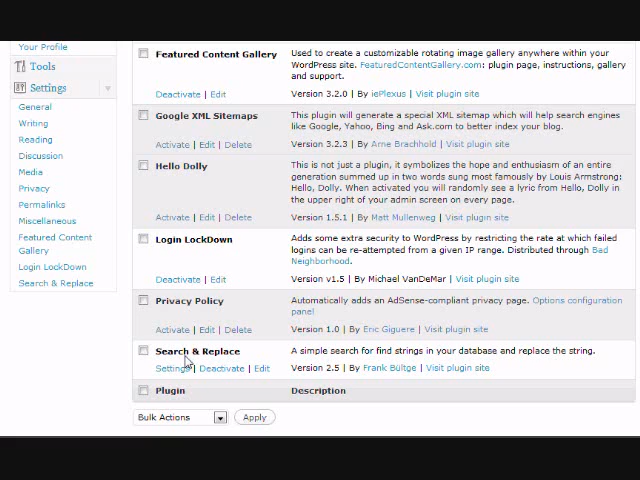 Your Profile
Tools
Settings
General
Writing
Reading
Discussion
Media
Privacy
Permalinks
Miscellaneous
Featured Content
Gallery
Login LockDown
Search & Replace
Featured Content Gallery
Deactivate | Edit
Used to create a customizable rotating image gallery anywhere within your
WordPress site. FeaturedContentGallery.com: plugin page, instructions, gallery
and support.
Version 3.2.0 | By iePlexus | Visit plugin site
Google XML Sitemaps
Activate | Edit | Delete
This plugin will generate a special XML sitemap which will help search engines
like Google, Yahoo, Bing and Ask.com to better index your blog.
Version 3.2.3 | By Arne Brachhold | Visit plugin site
Hello Dolly
Activate | Edit | Delete
This is not just a plugin, it symbolizes the hope and enthusiasm of an entire
generation summed up in two words sung most famously by Louis Armstrong:
Hello, Dolly. When activated you will randomly see a lyric from Hello, Dolly in
the upper right of your admin screen on every page.
Version 1.5.1 | By Matt Mullenweg | Visit plugin site
Login LockDown
Deactivate | Edit
Adds some extra security to WordPress by restricting the rate at which failed
logins can be re-attempted from a given IP range. Distributed through Bad
Neighborhood.
Version v1.5 | By Michael VanDeMar | Visit plugin site
Privacy Policy
Activate | Edit | Delete
Automatically adds an AdSense-compliant privacy page. Options configuration
panel
Version 1.0 | By Eric Giguere | Visit plugin site
Search & Replace
Settings | Deactivate | Edit
A simple search for find strings in your database and replace the string.
Version 2.5 | By Frank Bültge | Visit plugin site
Plugin
Description
Bulk Actions
Apply